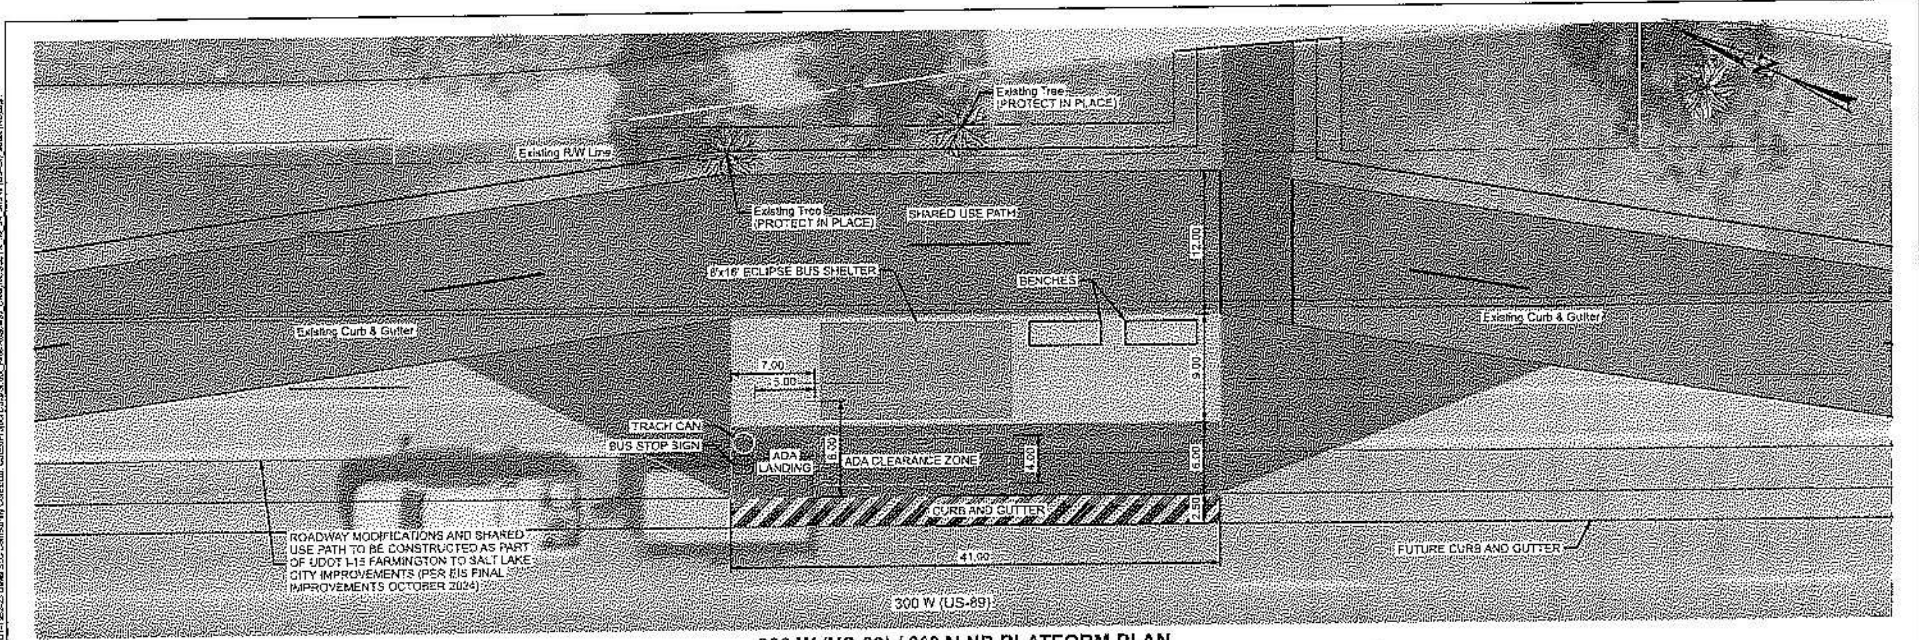 Existing Tree
(PROTECT IN PLACE)
Existing R/W Line
Existing Tree
(PROTECT IN PLACE)
SHARED USE PATH
12.00
8'x16' ECLIPSE BUS SHELTER
BENCHES
Existing Curb & Gutter
Existing Curb & Gutter
7.00
5.00
9.00
TRACH CAN
BUS STOP SIGN
ADA
LANDING
8.00
ADA CLEARANCE ZONE
4.00
6.00
CURB AND GUTTER
2.50
ROADWAY MODIFICATIONS AND SHARED
USE PATH TO BE CONSTRUCTED AS PART
OF UDOT I-15 FARMINGTON TO SALT LAKE
CITY IMPROVEMENTS (PER EIS FINAL
IMPROVEMENTS OCTOBER 2024)
41.00
FUTURE CURB AND GUTTER
300 W (US-89)
PLATFORM PLAN